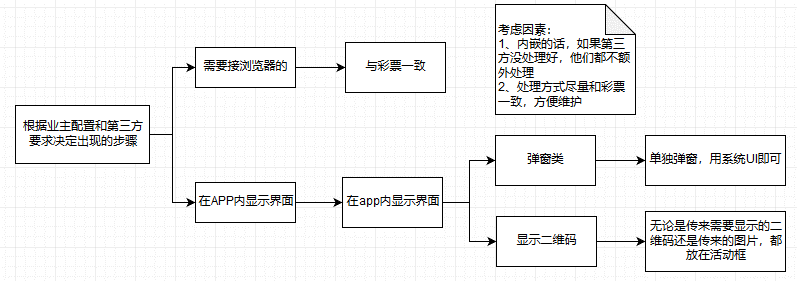 考虑因素：
1、内嵌的话，如果第三
方没处理好，他们都不额
外处理
2、处理方式尽量和彩票
一致，方便维护
需要接浏览器的
与彩票一致
根据业主配置和第三方
要求决定出现的步骤
弹窗类
单独弹窗，用系统UI即可
在APP内显示界面
在app内显示界面
显示二维码
无论是传来需要显示的二
维码还是传来的图片，都
放在活动框